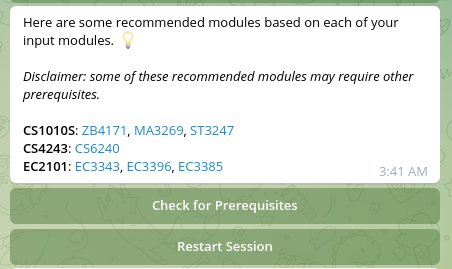 Here are some recommended modules based on each of your
input modules. 💡
Disclaimer: some of these recommended modules may require other
prerequisites.
CS1010S: ZB4171, MA3269, ST3247
CS4243: CS6240
EC2101: EC3343, EC3396, EC3385
3:41 AM
Check for Prerequisites
Restart Session